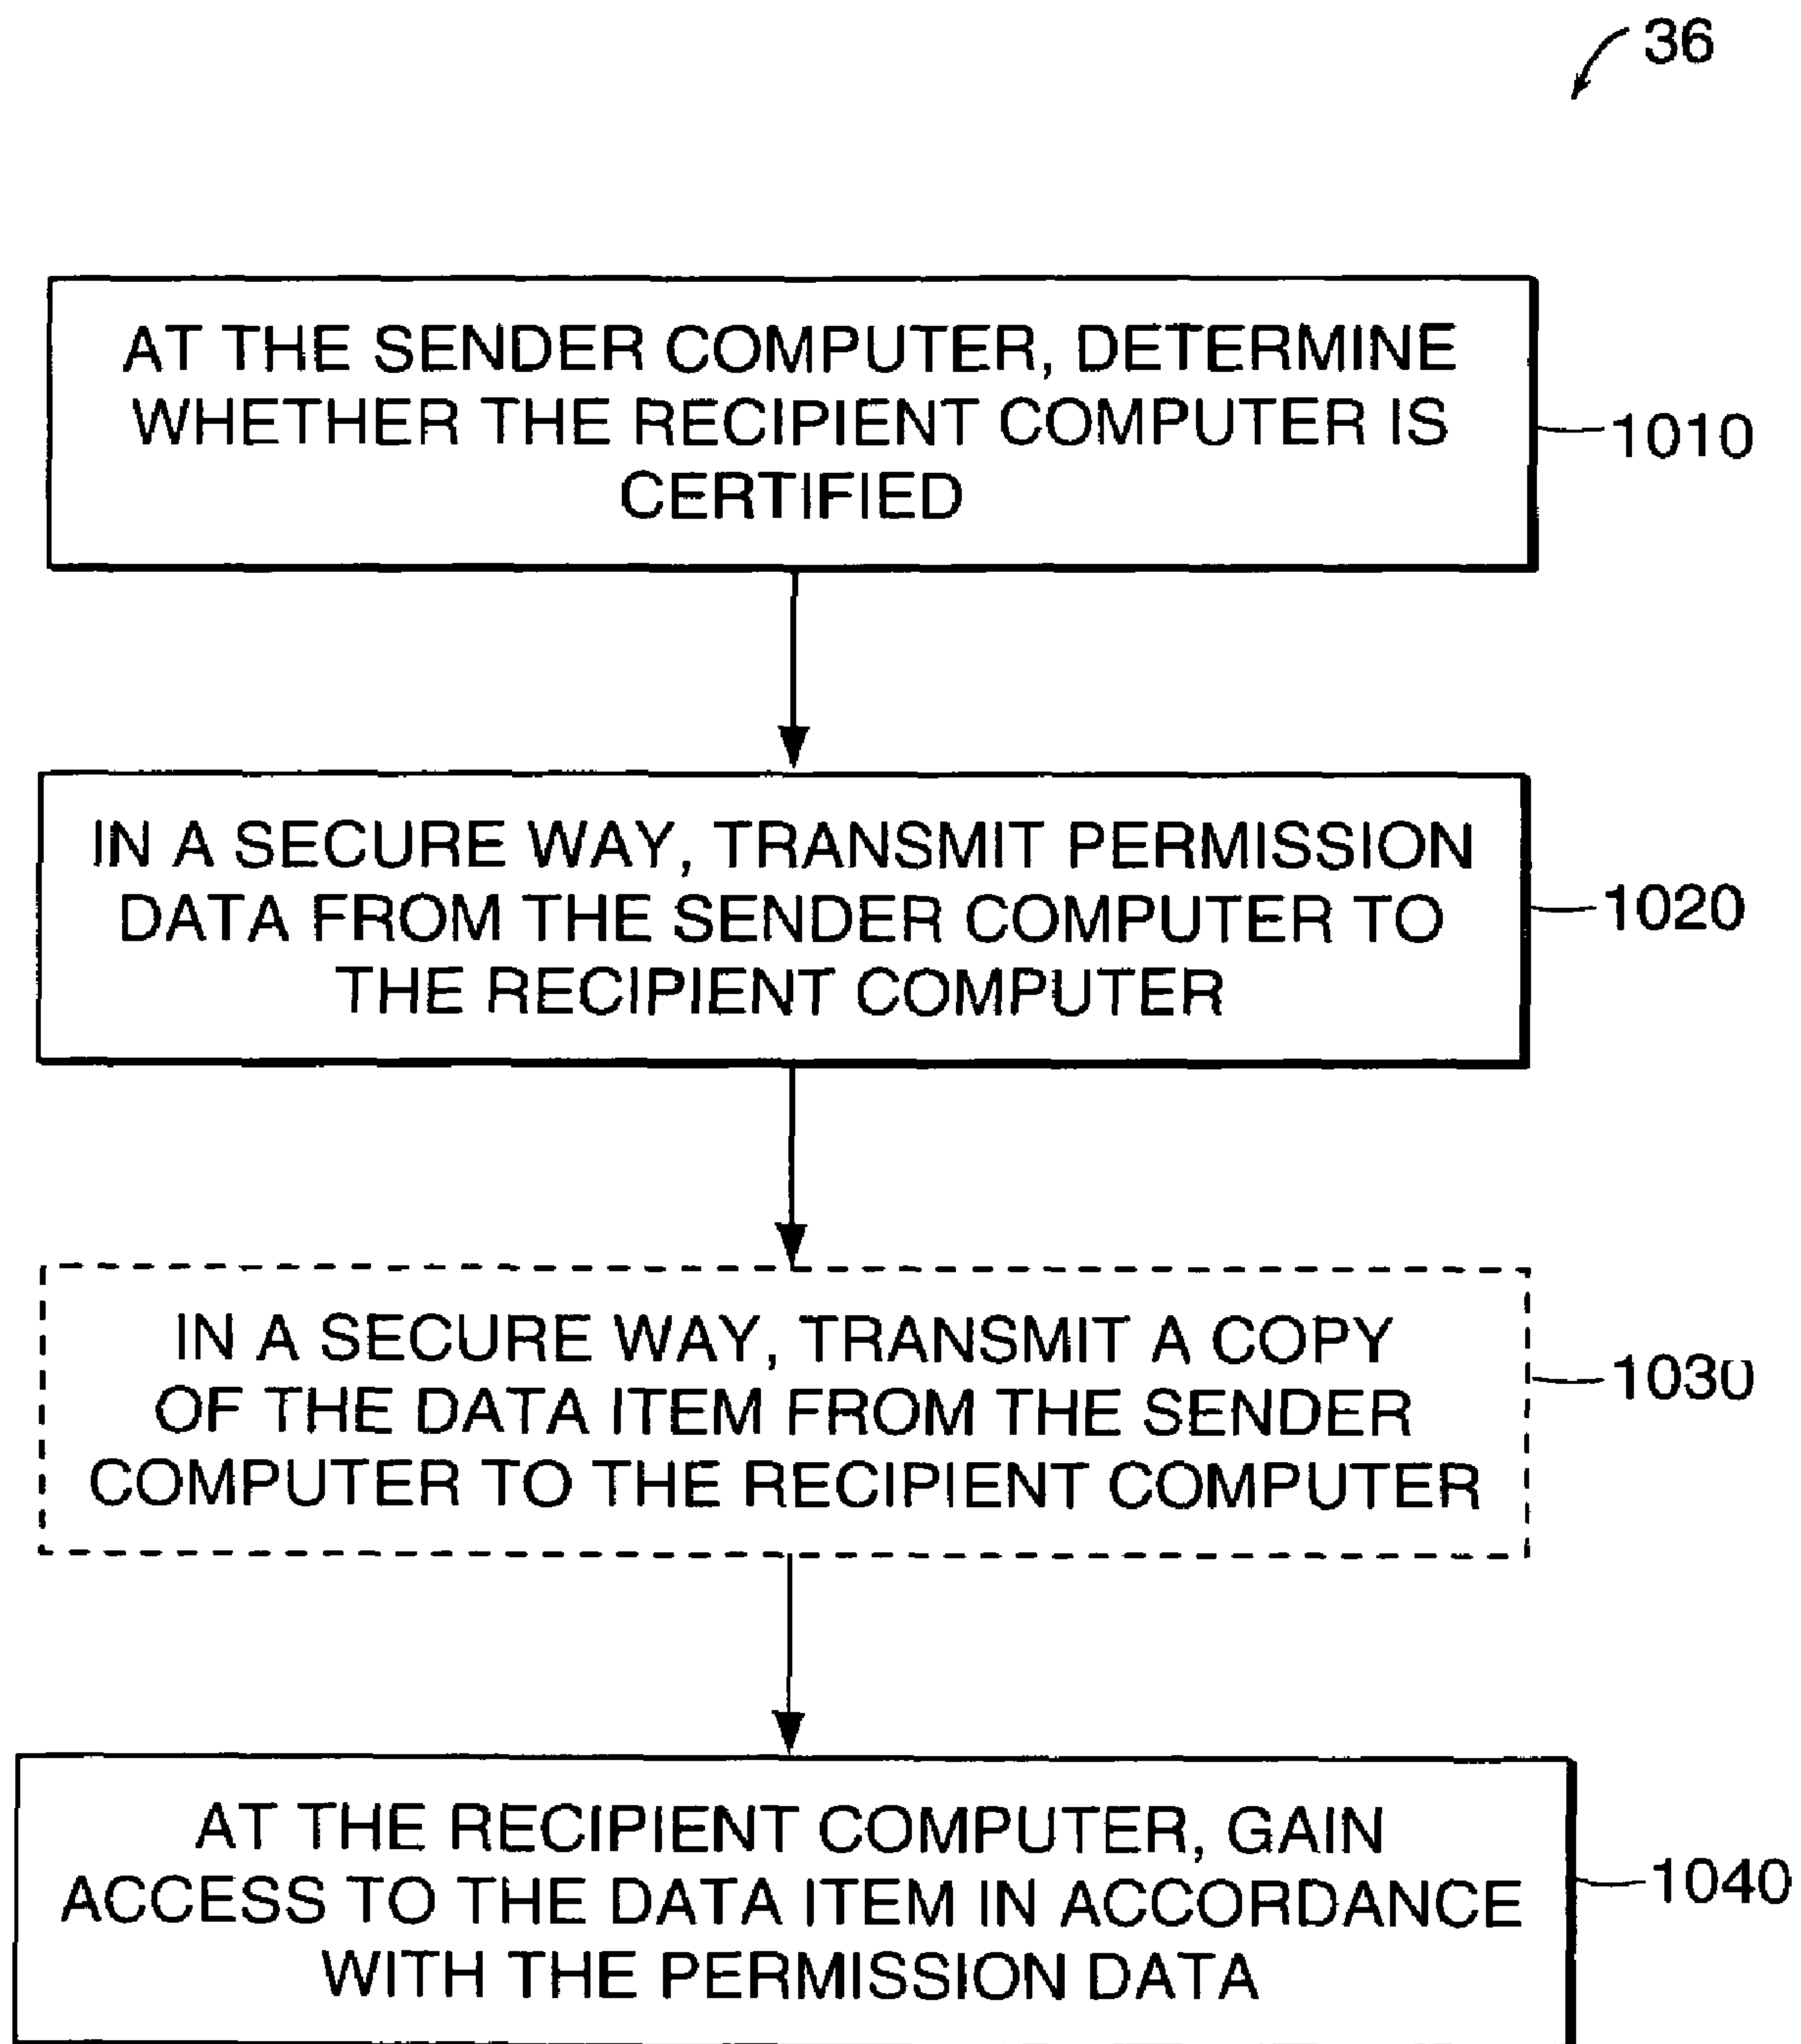 36
AT THE SENDER COMPUTER, DETERMINE
WHETHER THE RECIPIENT COMPUTER IS
CERTIFIED
1010
IN A SECURE WAY, TRANSMIT PERMISSION
DATA FROM THE SENDER COMPUTER TO
THE RECIPIENT COMPUTER
1020
IN A SECURE WAY, TRANSMIT A COPY
OF THE DATA ITEM FROM THE SENDER
COMPUTER TO THE RECIPIENT COMPUTER
1030
AT THE RECIPIENT COMPUTER, GAIN
ACCESS TO THE DATA ITEM IN ACCORDANCE
WITH THE PERMISSION DATA
1040